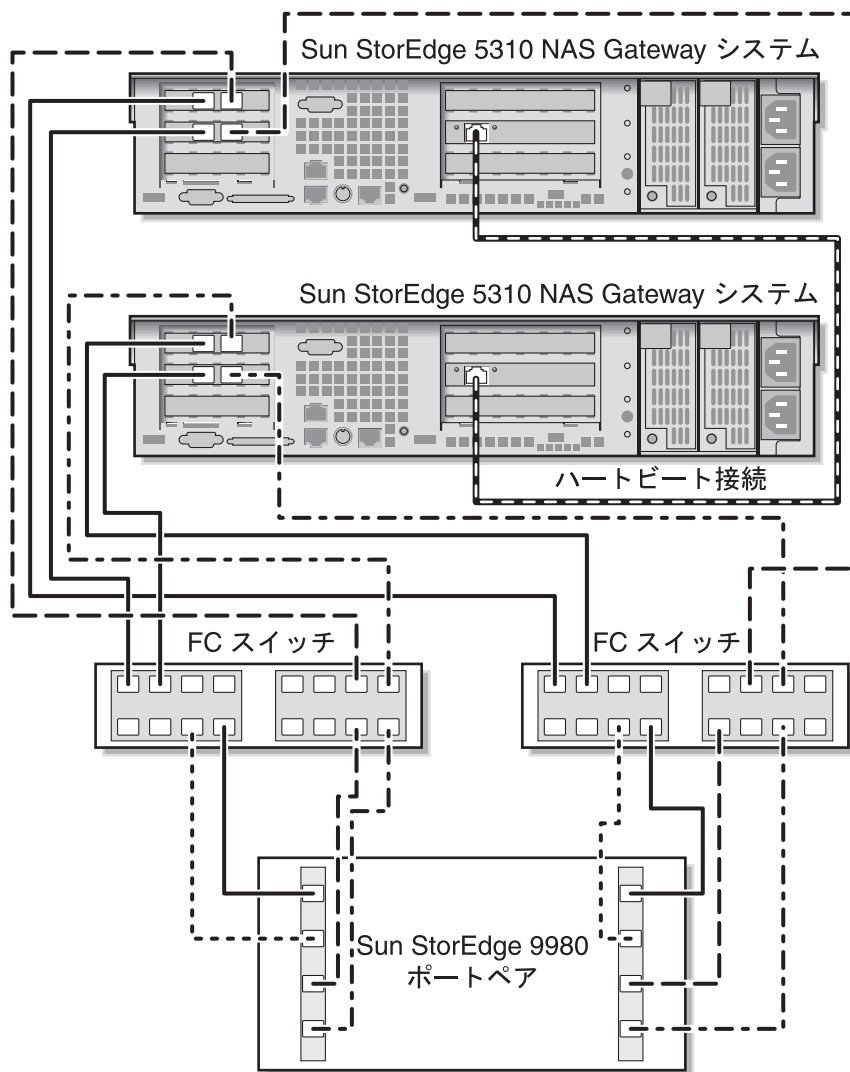 Sun StorEdge 5310 NAS Gateway システム
Sun StorEdge 5310 NAS Gateway システム
ハートビート接続
FC スイッチ
FC スイッチ
Sun StorEdge 9980
ポートペア